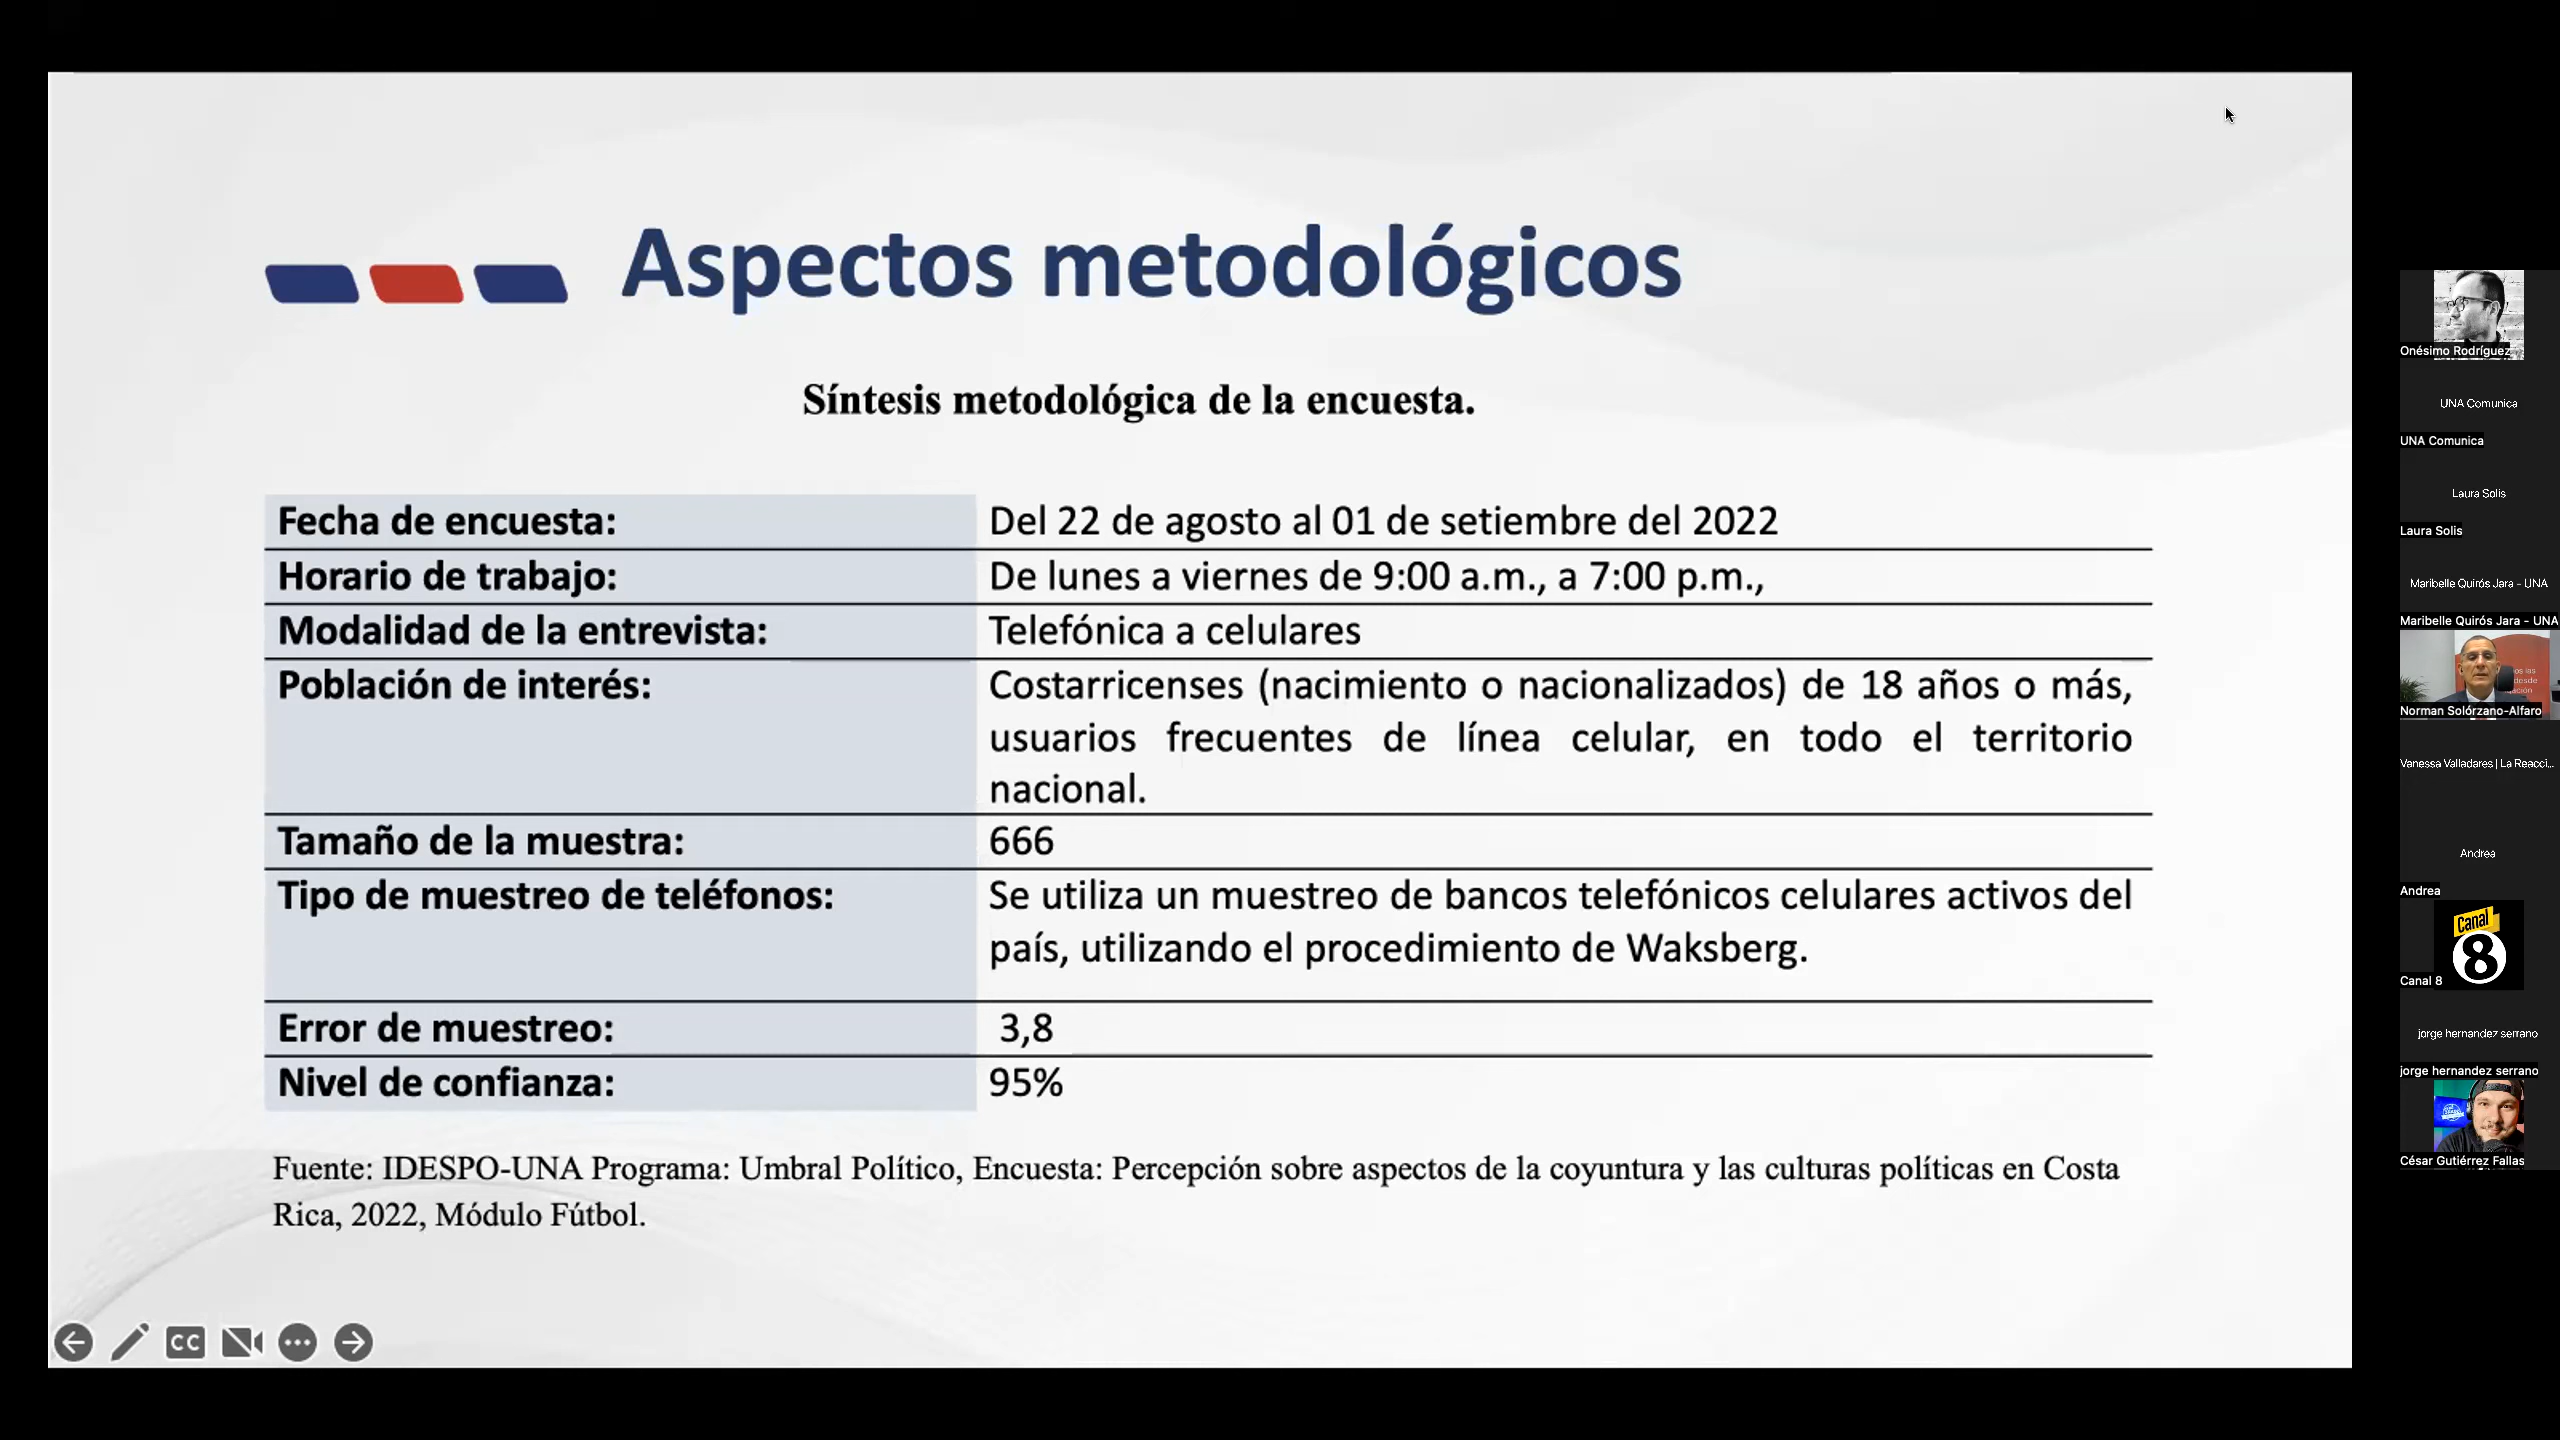 Aspectos metodológicos
Síntesis metodológica de la encuesta.
Fecha de encuesta: Del 22 de agosto al 01 de setiembre del 2022
Horario de trabajo: De lunes a viernes de 9:00 a.m., a 7:00 p.m.,
Modalidad de la entrevista: Telefónica a celulares
Población de interés: Costarricenses (nacimiento o nacionalizados) de 18 años o más,
usuarios frecuentes de línea celular, en todo el territorio
nacional.
Tamaño de la muestra: 666
Tipo de muestreo de teléfonos: Se utiliza un muestreo de bancos telefónicos celulares activos del
país, utilizando el procedimiento de Waksberg.
Error de muestreo: 3,8
Nivel de confianza: 95%
Fuente: IDESPO-UNA Programa: Umbral Político, Encuesta: Percepción sobre aspectos de la coyuntura y las culturas políticas en Costa
Rica, 2022, Módulo Fútbol.
CC
Onésimo Rodríguez
UNA Comunica
UNA Comunica
Laura Solis
Laura Solis
Maribelle Quirós Jara - UNA
Maribelle Quirós Jara - UNA
Norman Solórzano-Alfaro
Vanessa Valladares | La Reacci...
Andrea
Andrea
Canal
8
Canal 8
jorge hernandez serrano
jorge hernandez serrano
César Gutiérrez Fallas